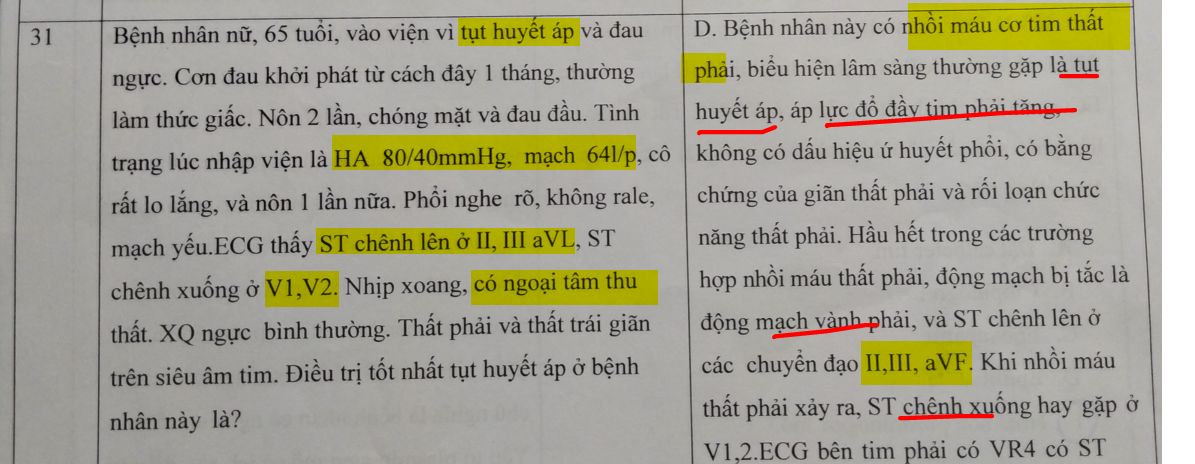 31
Bệnh nhân nữ, 65 tuổi, vào viện vì tụt huyết áp và đau
ngực. Cơn đau khởi phát từ cách đây 1 tháng, thường
làm thức giấc. Nôn 2 lần, chóng mặt và đau đầu. Tình
trạng lúc nhập viện là HA 80/40mmHg, mạch 64l/p, cô
rất lo lắng, và nôn 1 lần nữa. Phổi nghe rõ, không rale,
mạch yếu.ECG thấy ST chênh lên ở II, III aVL, ST
chênh xuống ở V1,V2. Nhịp xoang, có ngoại tâm thu
thất. XQ ngực bình thường. Thất phải và thất trái giãn
trên siêu âm tim. Điều trị tốt nhất tụt huyết áp ở bệnh
nhân này là?
D. Bệnh nhân này có nhồi máu cơ tim thất
phải, biểu hiện lâm sàng thường gặp là tụt
huyết áp, áp lực đổ đầy tim phải tăng,
không có dấu hiệu ứ huyết phổi, có bằng
chứng của giãn thất phải và rối loạn chức
năng thất phải. Hầu hết trong các trường
hợp nhồi máu thất phải, động mạch bị tắc là
động mạch vành phải, và ST chênh lên ở
các chuyển đạo II,III, aVF. Khi nhồi máu
thất phải xảy ra, ST chênh xuống hay gặp ở
V1,2.ECG bên tim phải có VR4 có ST